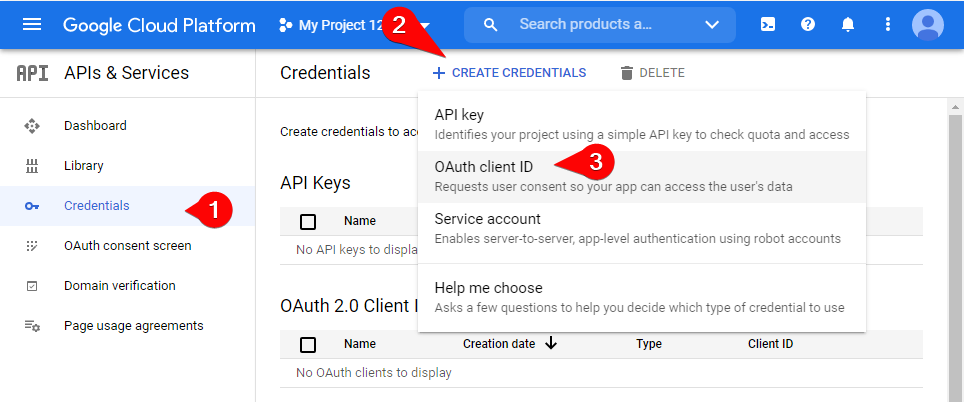 Google Cloud Platform
My Project 12
2
Search products a...
API APIs & Services
Credentials
+ CREATE CREDENTIALS
DELETE
Dashboard
Library
Credentials
1
OAuth consent screen
Domain verification
Page usage agreements
Create credentials to acc
API key
Identifies your project using a simple API key to check quota and access
OAuth client ID
3
Requests user consent so your app can access the user's data
Service account
Enables server-to-server, app-level authentication using robot accounts
Help me choose
Asks a few questions to help you decide which type of credential to use
API Keys
Name
No API keys to display
OAuth 2.0 Client I
Name
Creation date
Type
Client ID
No OAuth clients to display